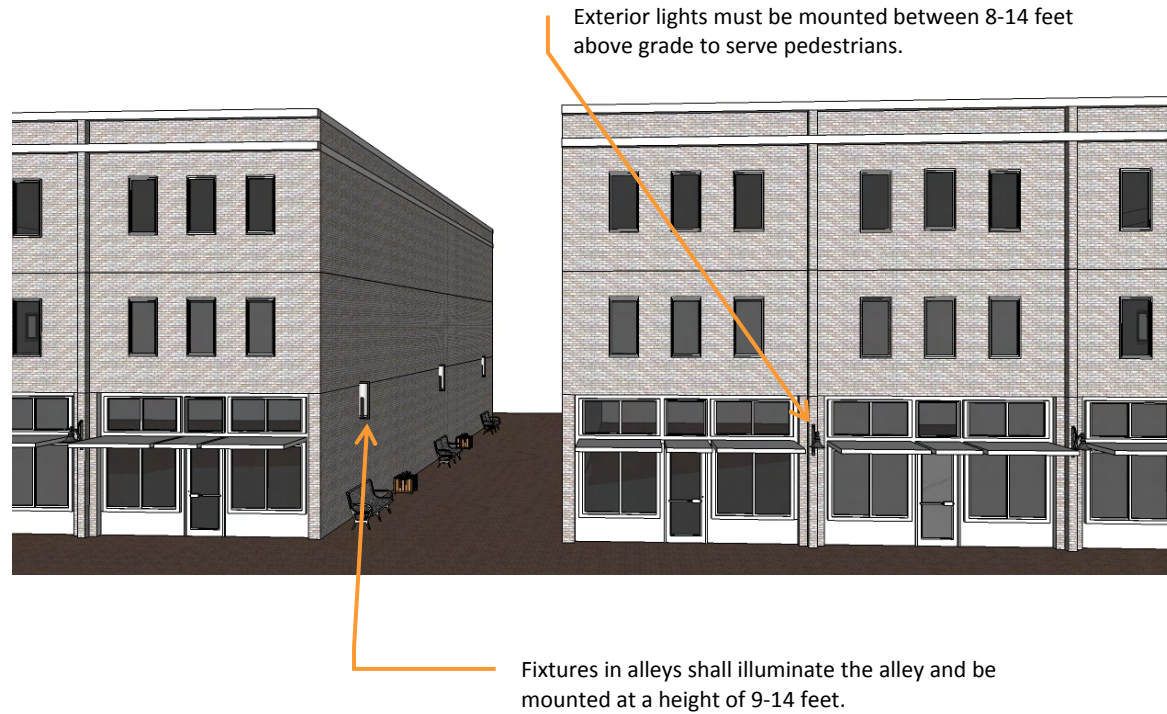 Exterior lights must be mounted between 8-14 feet
above grade to serve pedestrians.
Fixtures in alleys shall illuminate the alley and be
mounted at a height of 9-14 feet.